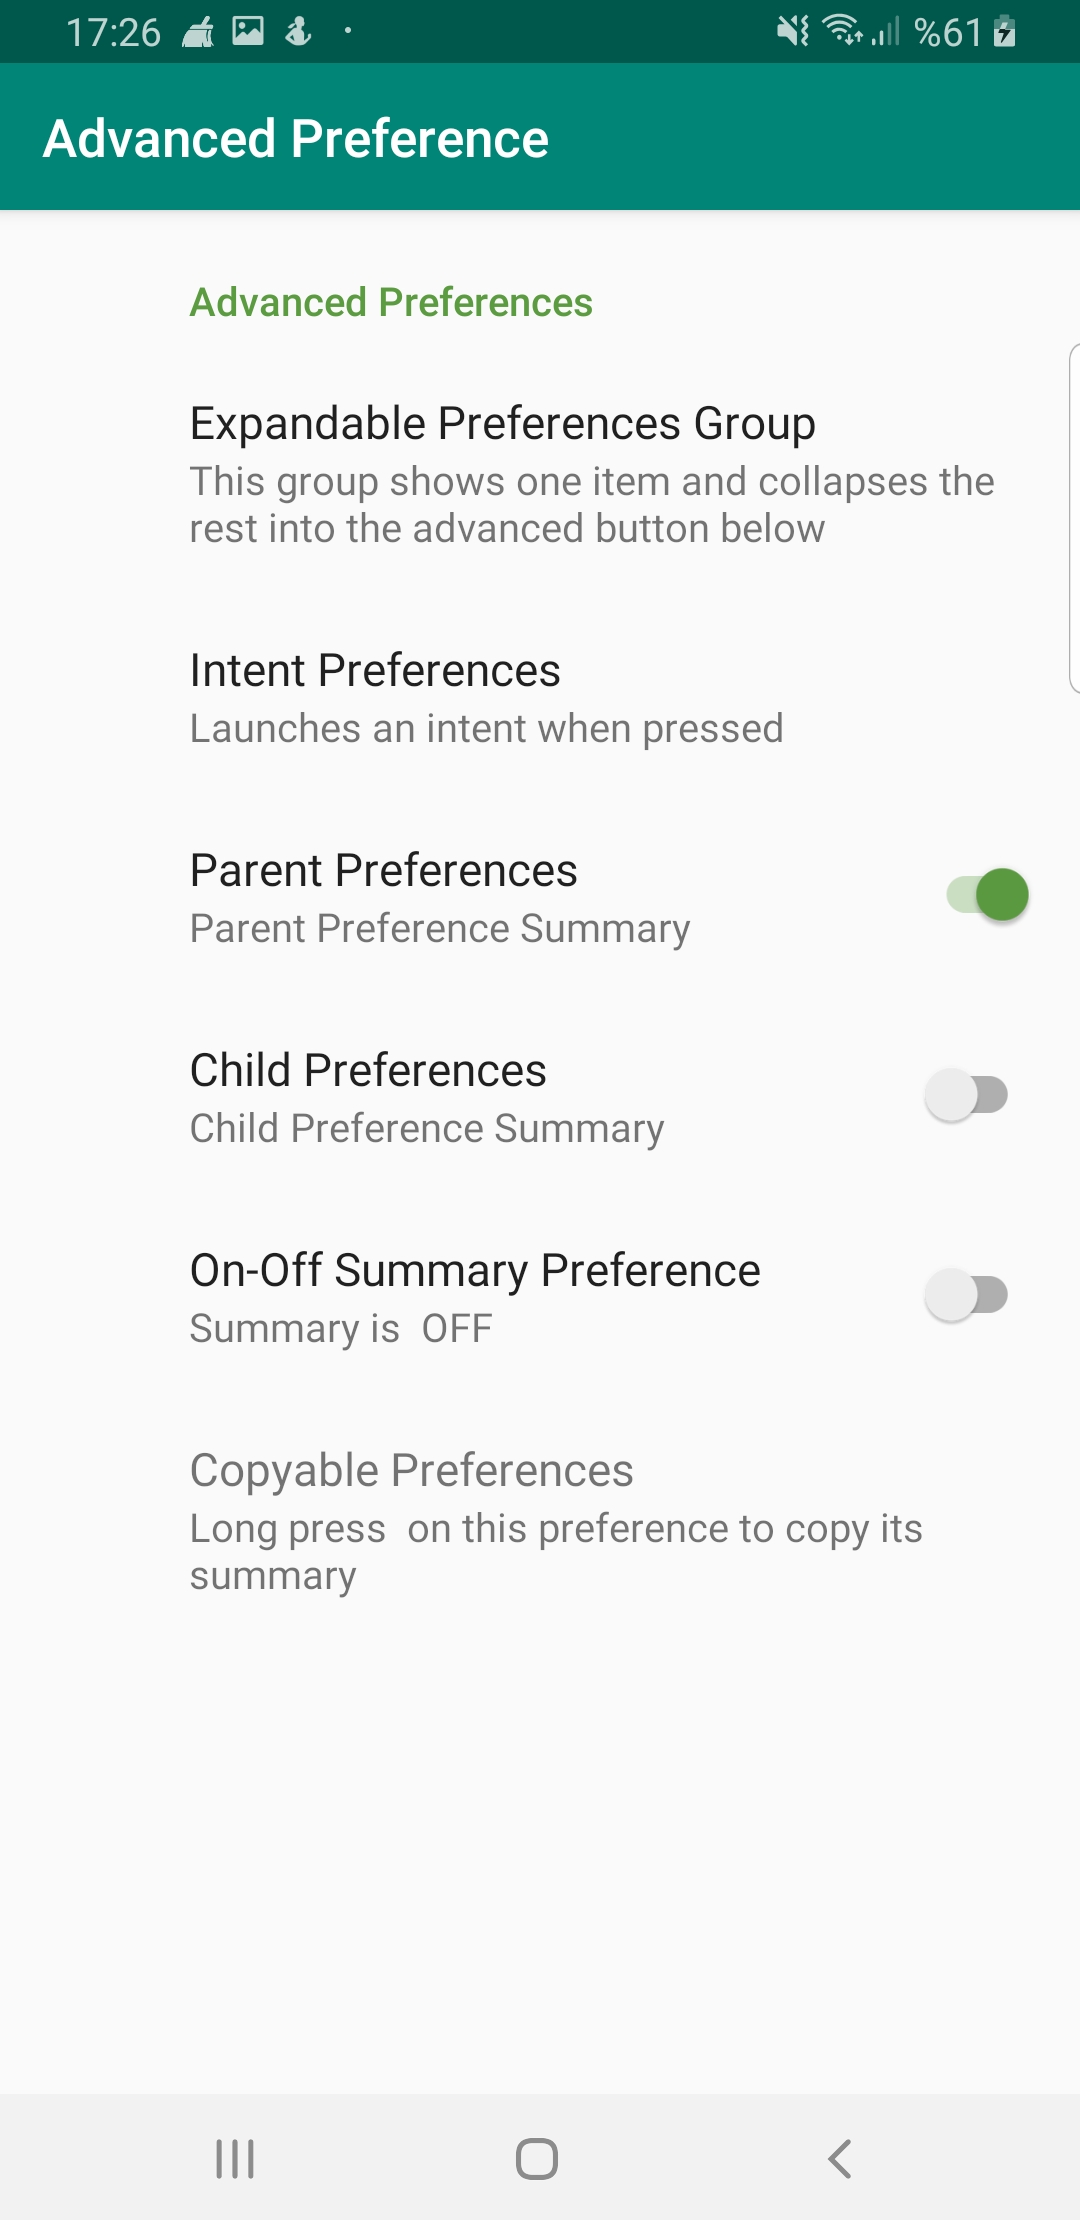 17:26
%61
Advanced Preference
Advanced Preferences
Expandable Preferences Group
This group shows one item and collapses the
rest into the advanced button below
Intent Preferences
Launches an intent when pressed
Parent Preferences
Parent Preference Summary
Child Preferences
Child Preference Summary
On-Off Summary Preference
Summary is  OFF
Copyable Preferences
Long press  on this preference to copy its
summary